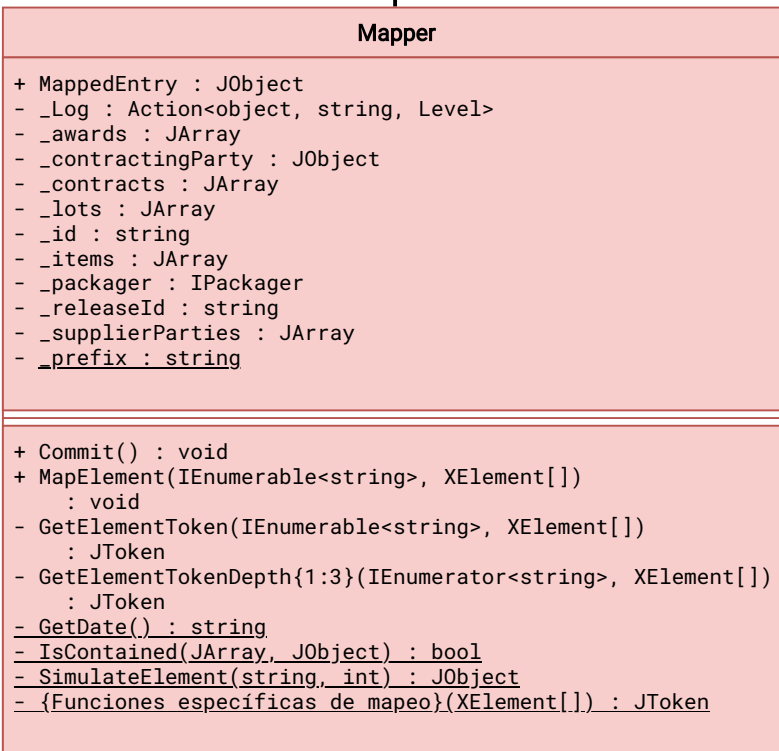 Mapper
+ MappedEntry : JObject
- _Log : Action<object, string, Level>
- _awards : JArray
- _contractingParty : JObject
- _contracts : JArray
- _lots : JArray
- _id : string
- _items : JArray
- _packager : IPackager
- _releaseId : string
- _supplierParties : JArray
- _prefix : string
+ Commit() : void
+ MapElement(IEnumerable<string>, XElement[])
: void
- GetElementToken(IEnumerable<string>, XElement[])
: JToken
- GetElementTokenDepth{1:3}(IEnumerator<string>, XElement[])
: JToken
- GetDate() : string
- IsContained(JArray, JObject) : bool
- SimulateElement(string, int) : JObject
- {Funciones específicas de mapeo}(XElement[]) : JToken